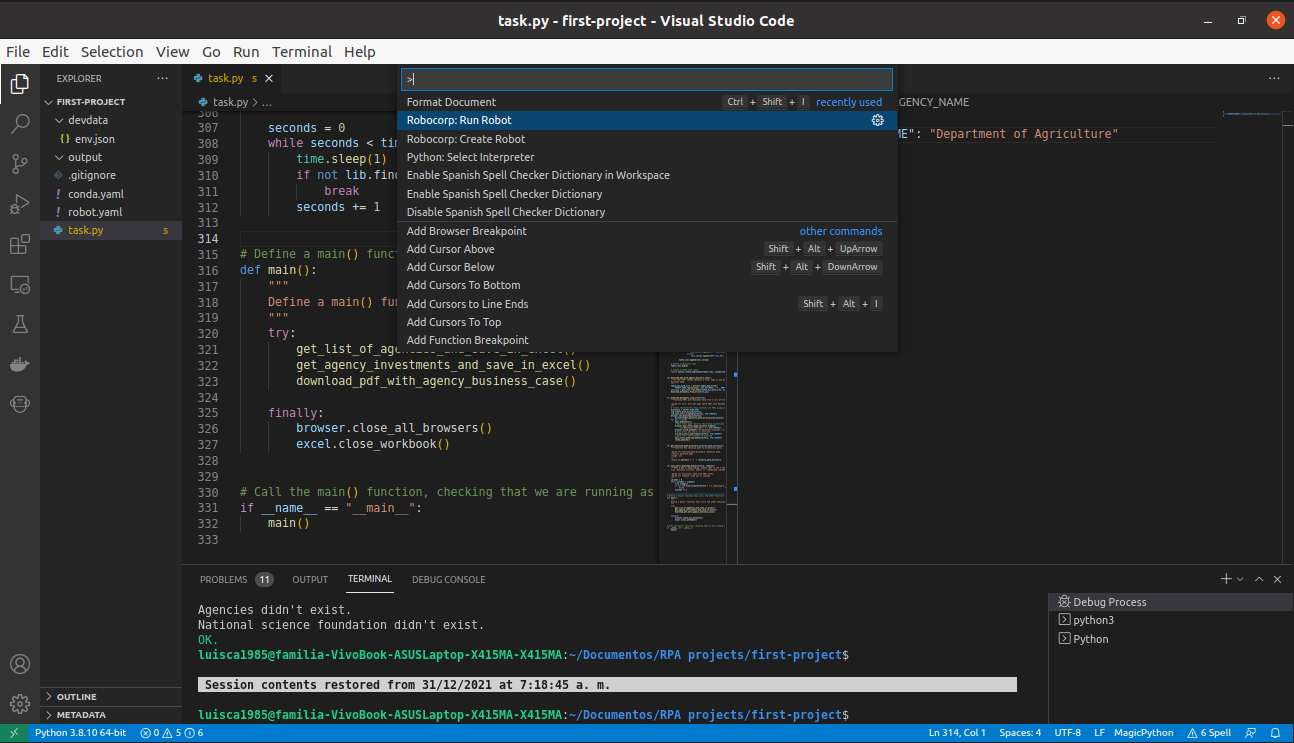 task.py - first-project - Visual Studio Code
File Edit Selection View Go Run Terminal Help
EXPLORER
FIRST-PROJECT
devdata
env.json
output
.gitignore
conda.yaml
robot.yaml
task.py 5
OUTLINE
METADATA
task.py 5
task.py > ...
>
Format Document Ctrl + Shift + I recently used
Robocorp: Run Robot
Robocorp: Create Robot
Python: Select Interpreter
Enable Spanish Spell Checker Dictionary in Workspace
Enable Spanish Spell Checker Dictionary
Disable Spanish Spell Checker Dictionary
Add Browser Breakpoint other commands
Add Cursor Above Shift + Alt + UpArrow
Add Cursor Below Shift + Alt + DownArrow
Add Cursors To Bottom
Add Cursors to Line Ends Shift + Alt + I
Add Cursors To Top
Add Function Breakpoint
AGENCY_NAME
ME": "Department of Agriculture"
306
307 seconds = 0
308 while seconds < tim
309 time.sleep(1)
310 if not lib.find
311 break
312 seconds += 1
313
314
315 # Define a main() funct
316 def main():
317 """
318 Define a main() fun
319 """
320 try:
321 get_list_of_agencies_and_save_in_excel()
322 get_agency_investments_and_save_in_excel()
323 download_pdf_with_agency_business_case()
324
325 finally:
326 browser.close_all_browsers()
327 excel.close_workbook()
328
329
330 # Call the main() function, checking that we are running as
331 if __name__ == "__main__":
332 main()
333
PROBLEMS 11 OUTPUT TERMINAL DEBUG CONSOLE
Agencies didn't exist.
National science foundation didn't exist.
OK.
luisca1985@familia-VivoBook-ASUSLaptop-X415MA-X415MA:~/Documentos/RPA projects/first-project$
Session contents restored from 31/12/2021 at 7:18:45 a. m.
luisca1985@familia-VivoBook-ASUSLaptop-X415MA-X415MA:~/Documentos/RPA projects/first-project$
Debug Process
python3
Python
Python 3.8.10 64-bit 0 5 6 Ln 314, Col 1 Spaces: 4 UTF-8 LF MagicPython 6 Spell